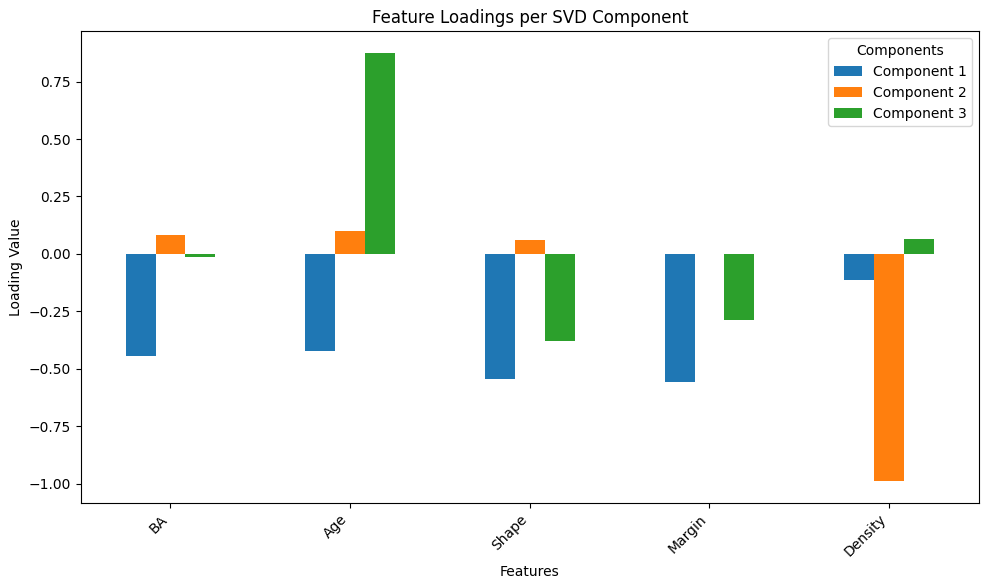 Feature Loadings per SVD Component
Components
Component 1
Component 2
Component 3
Loading Value
0.75
0.50
0.25
0.00
−0.25
−0.50
−0.75
−1.00
BA
Age
Shape
Margin
Density
Features